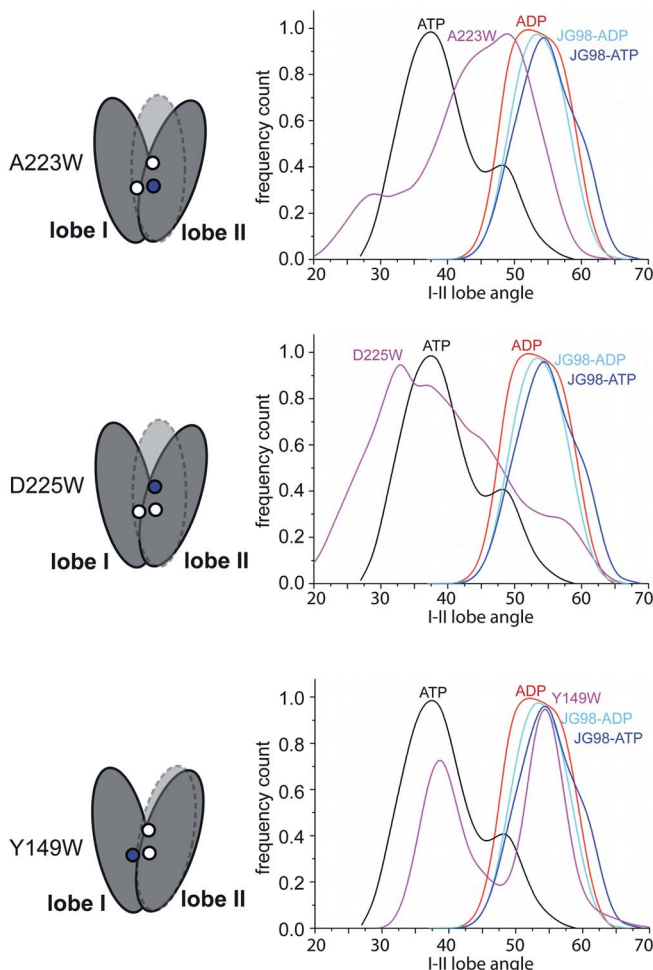 A223W
lobe I
lobe II
ATP
A223W
ADP
JG98-ADP
JG98-ATP
frequency count
1.0
0.8
0.6
0.4
0.2
0.0
20 30 40 50 60 70
I-II lobe angle
D225W
lobe I
lobe II
D225W
ATP
ADP
JG98-ADP
JG98-ATP
frequency count
1.0
0.8
0.6
0.4
0.2
0.0
20 30 40 50 60 70
I-II lobe angle
Y149W
lobe I
lobe II
ATP
ADP
Y149W
JG98-ADP
JG98-ATP
frequency count
1.0
0.8
0.6
0.4
0.2
0.0
20 30 40 50 60 70
I-II lobe angle